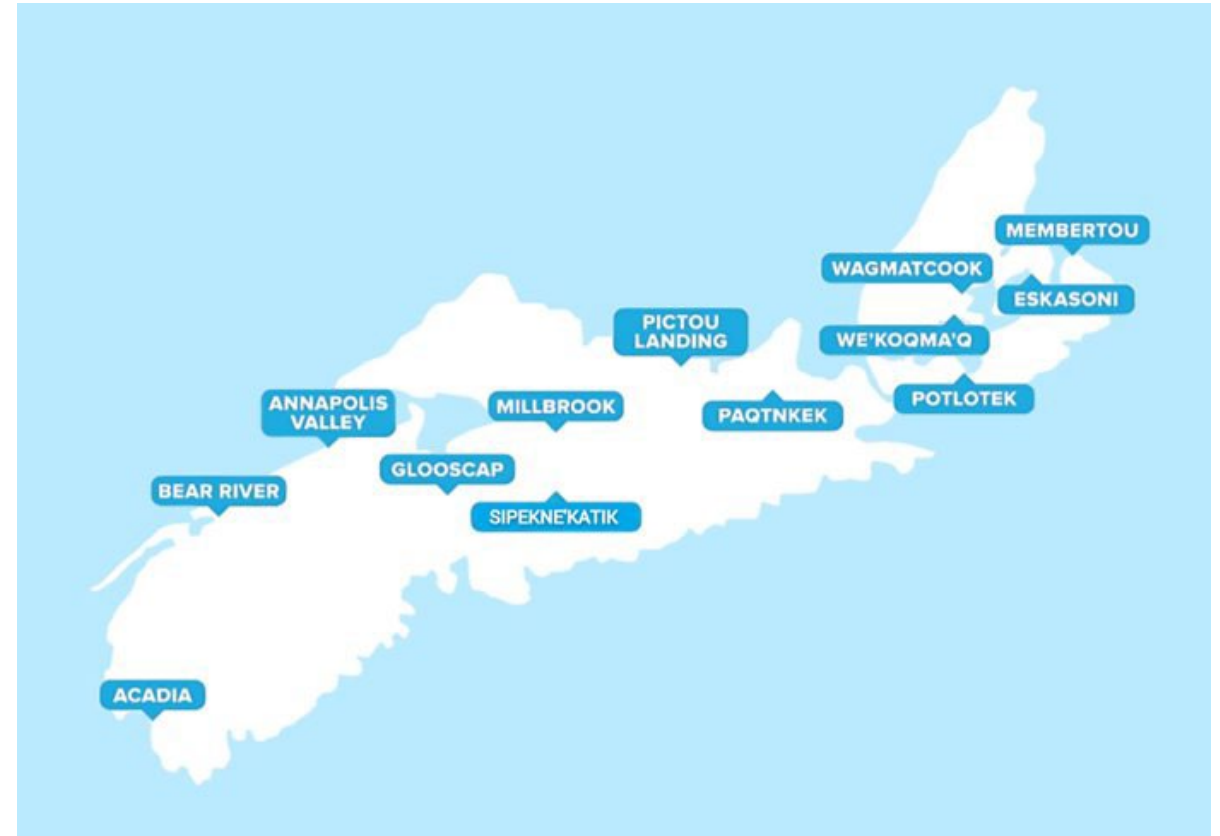 MEMBERTOU
WAGMATCOOK
ESKASONI
PICTOU
LANDING
WE'KOQMA'Q
POTLOTEK
ANNAPOLIS
VALLEY
MILLBROOK
PAQTNKEK
GLOOSCAP
BEAR RIVER
SIPEKNE'KATIK
ACADIA